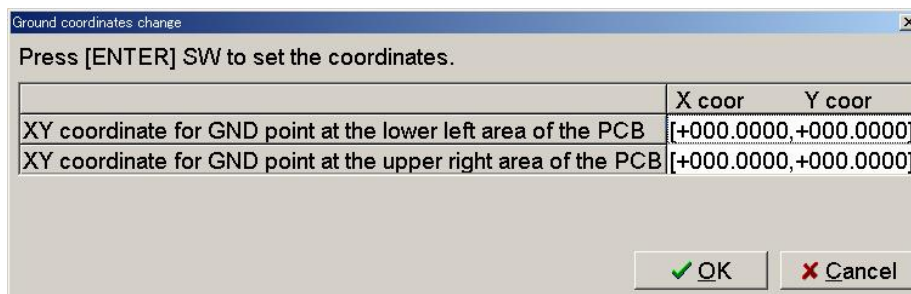 Ground coordinates change
Press [ENTER] SW to set the coordinates.
X coor Y coor
XY coordinate for GND point at the lower left area of the PCB [+000.0000,+000.0000]
XY coordinate for GND point at the upper right area of the PCB [+000.0000,+000.0000]
OK Cancel